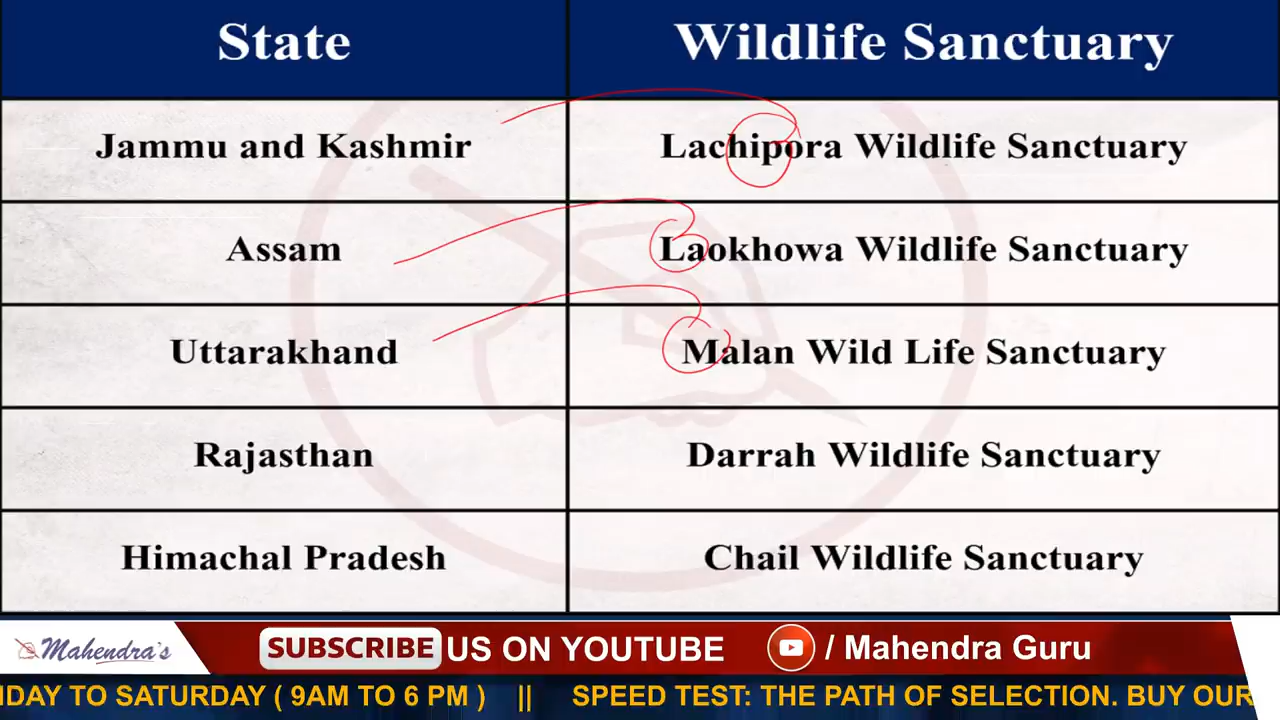 State Wildlife Sanctuary
Jammu and Kashmir Lachipora Wildlife Sanctuary
Assam Laokhowa Wildlife Sanctuary
Uttarakhand Malan Wild Life Sanctuary
Rajasthan Darrah Wildlife Sanctuary
Himachal Pradesh Chail Wildlife Sanctuary
Mahendra's SUBSCRIBE US ON YOUTUBE / Mahendra Guru
NDAY TO SATURDAY ( 9AM TO 6 PM ) || SPEED TEST: THE PATH OF SELECTION. BUY OUR